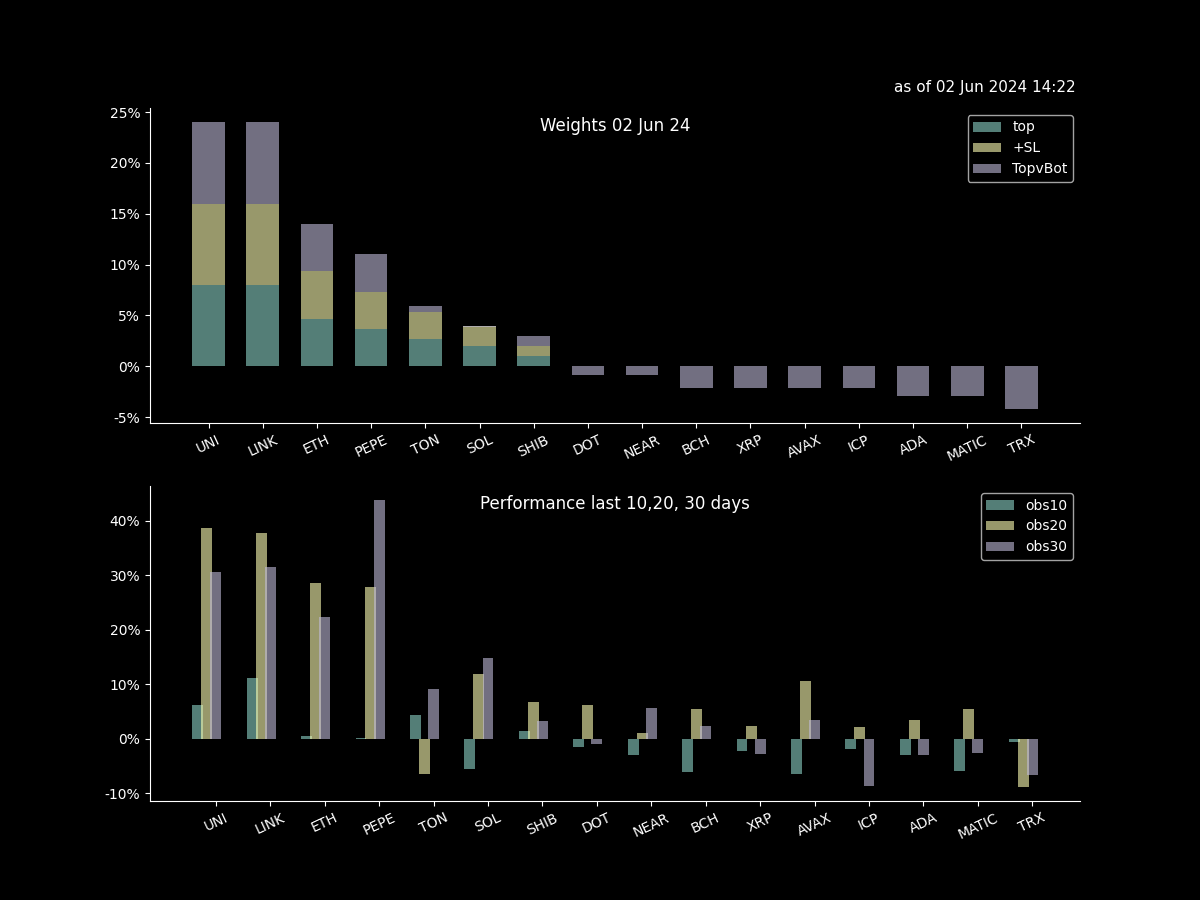 as of 02 Jun 2024 14:22
Weights 02 Jun 24
top
+SL
TopvBot
25%
20%
15%
10%
5%
0%
-5%
UNI LINK ETH PEPE TON SOL SHIB DOT NEAR BCH XRP AVAX ICP ADA MATIC TRX
Performance last 10,20, 30 days
obs10
obs20
obs30
40%
30%
20%
10%
0%
-10%
UNI LINK ETH PEPE TON SOL SHIB DOT NEAR BCH XRP AVAX ICP ADA MATIC TRX